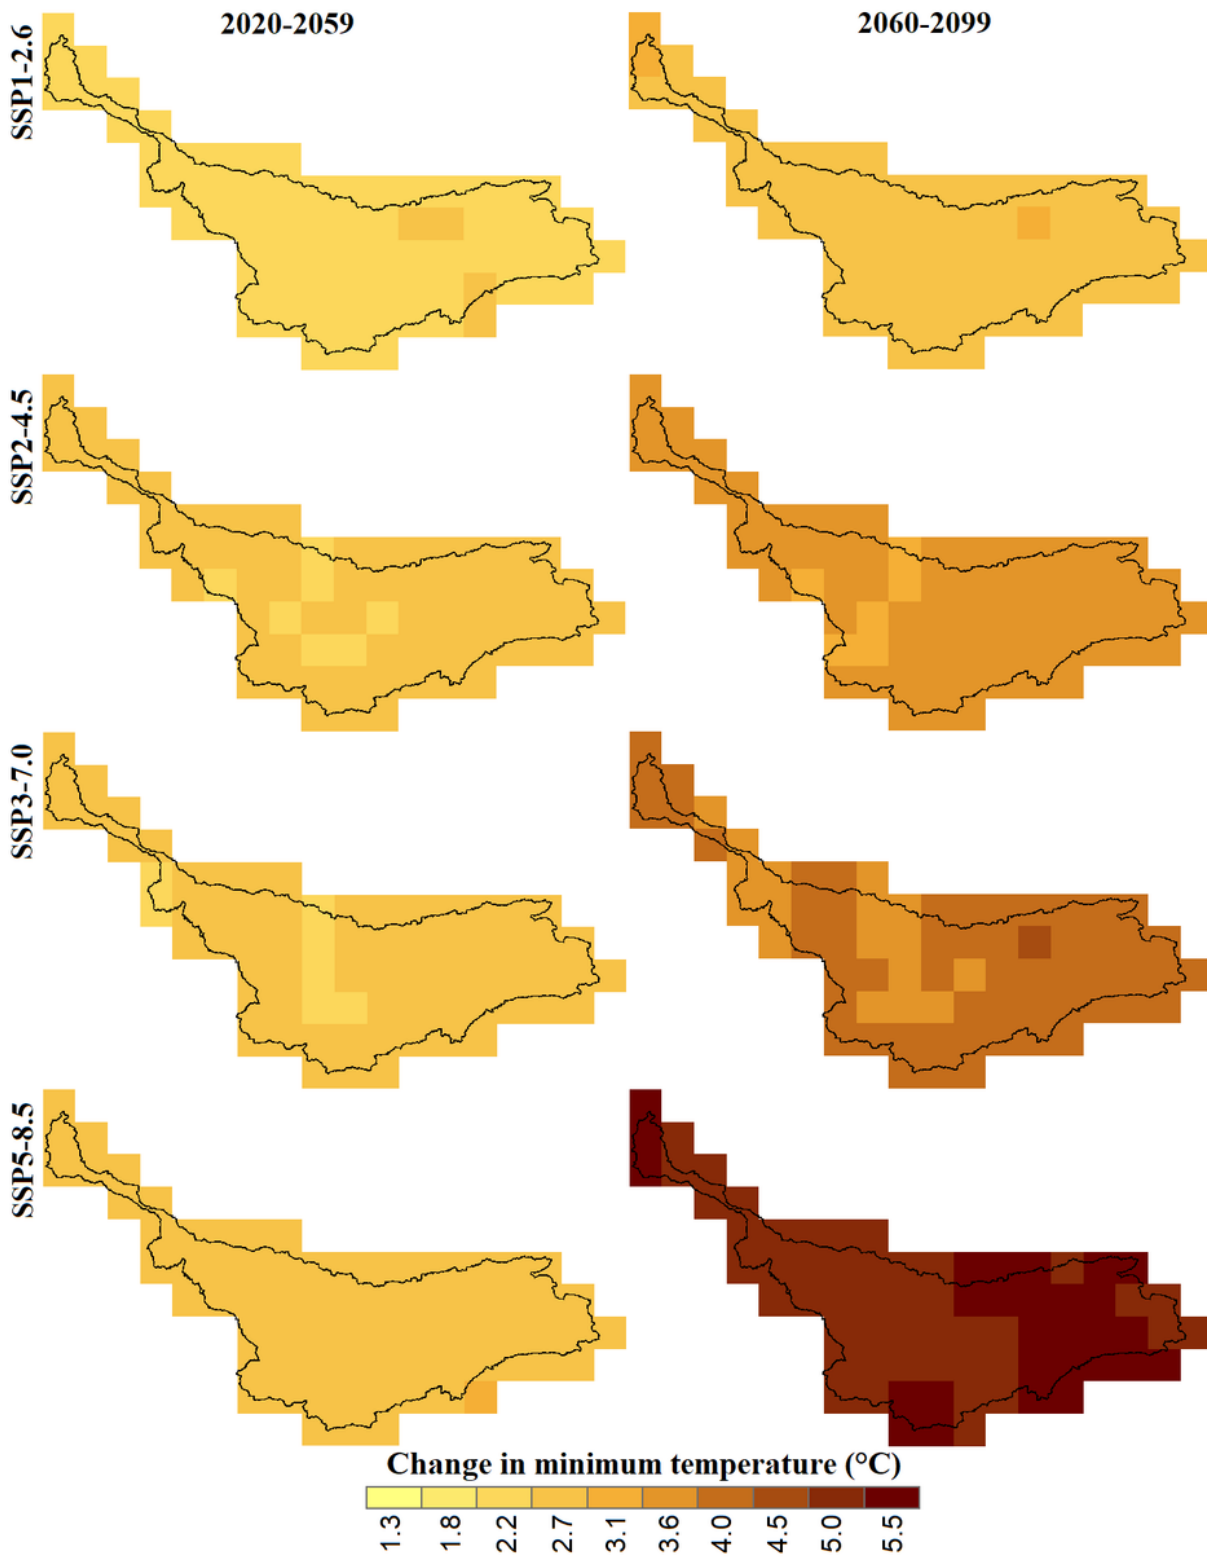 2020-2059
2060-2099
SSP1-2.6
SSP2-4.5
SSP3-7.0
SSP5-8.5
Change in minimum temperature (°C)
1.3
1.8
2.2
2.7
3.1
3.6
4.0
4.5
5.0
5.5